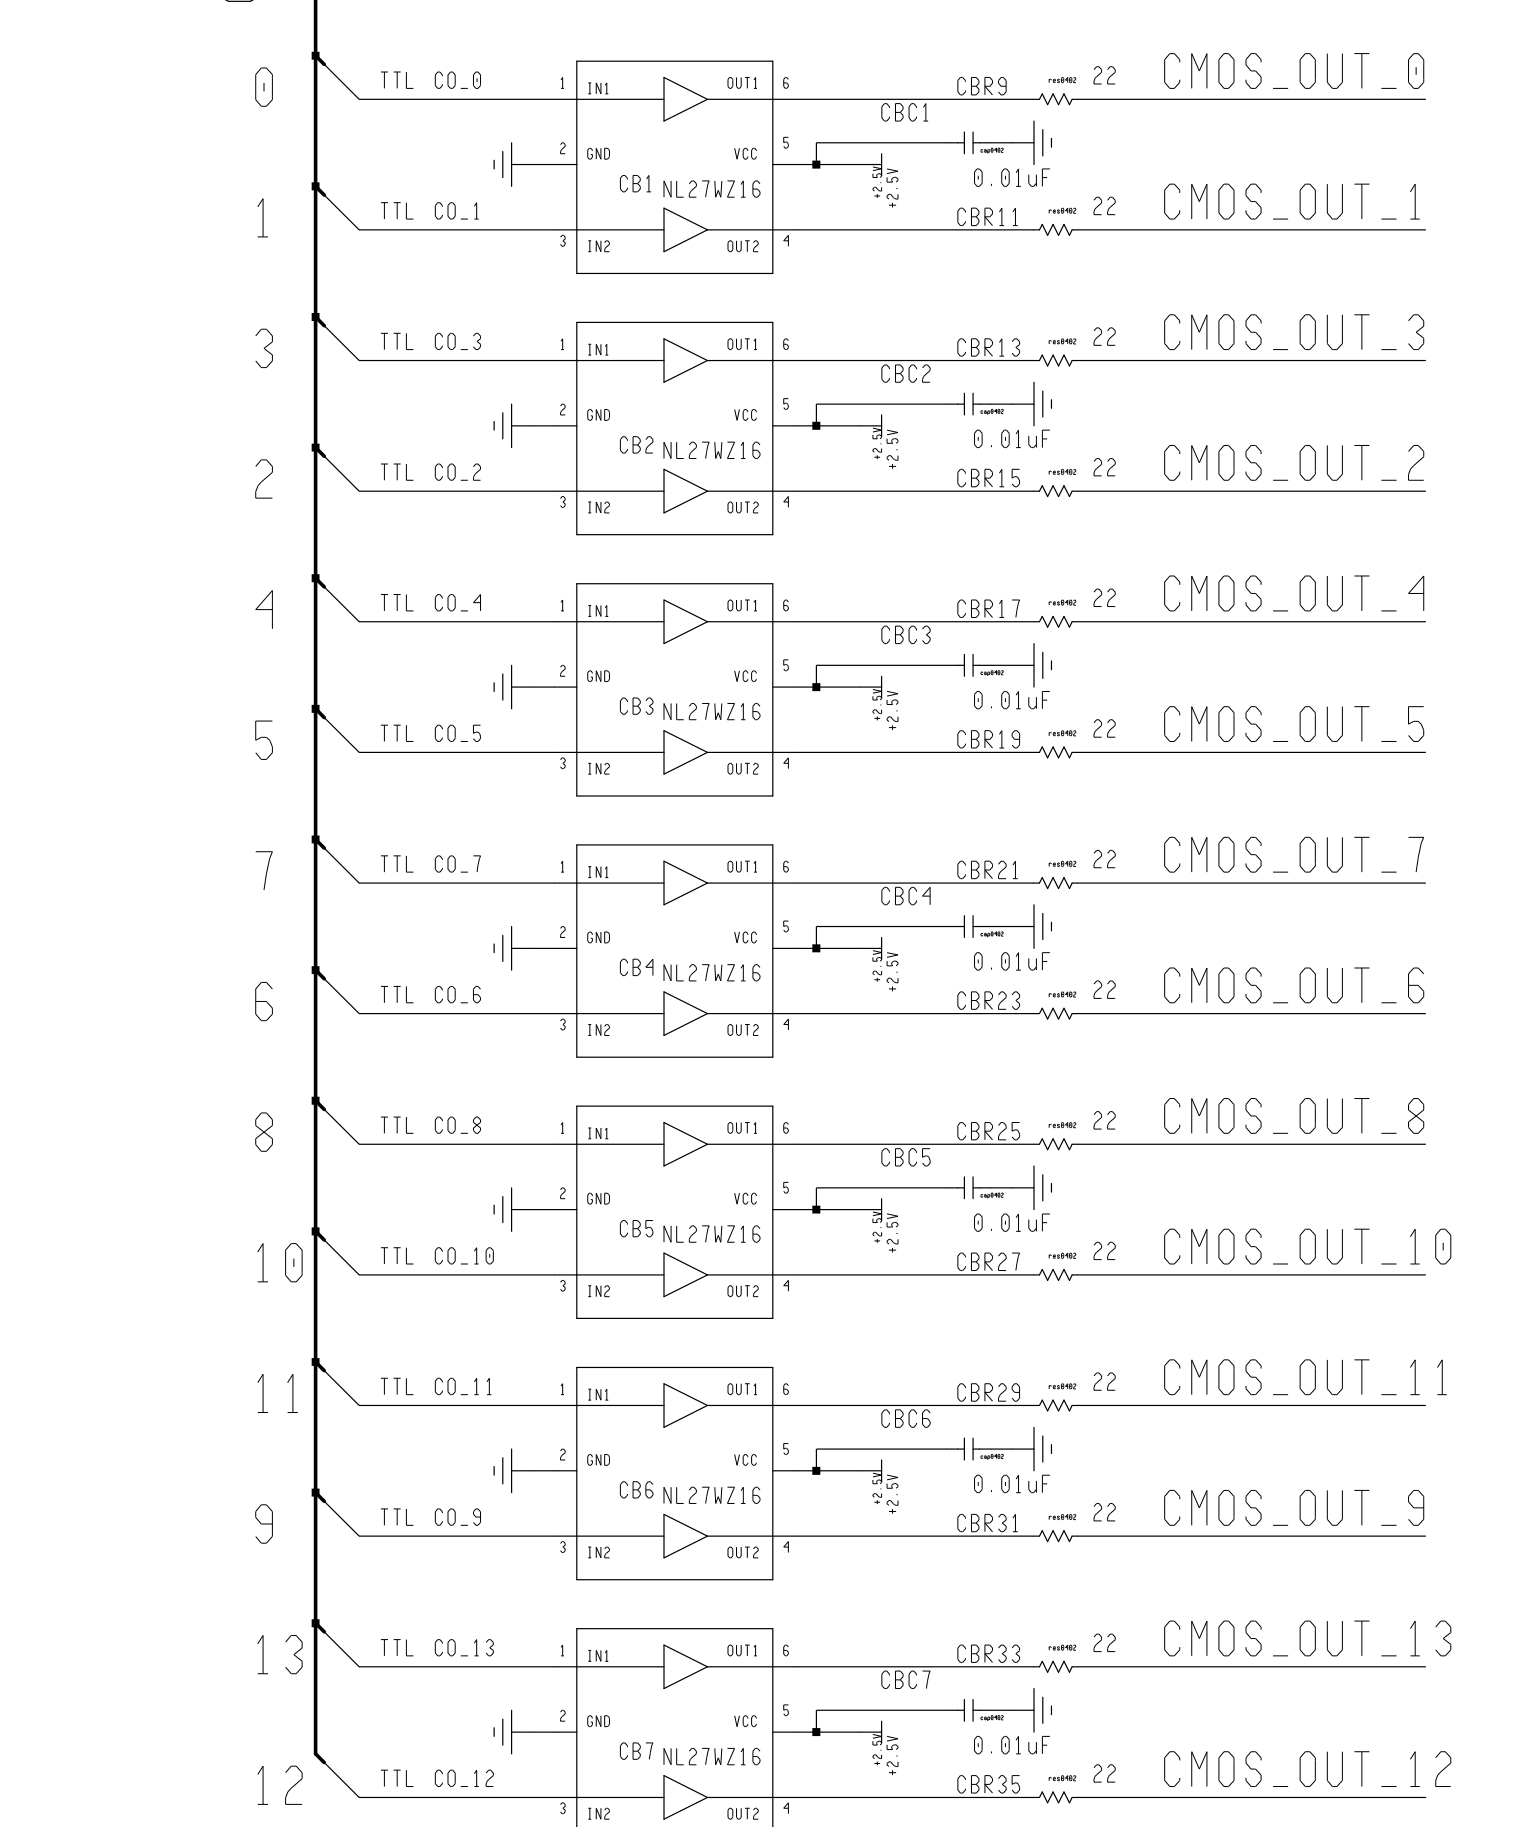 0 TTL CO_0 1 IN1 OUT1 6 CBR9 res0402 22 CMOS_OUT_0
CBC1
2 GND VCC 5 cap0402
CB1 NL27WZ16 +2.5V +2.5V 0.01uF
1 TTL CO_1 3 IN2 OUT2 4 CBR11 res0402 22 CMOS_OUT_1
3 TTL CO_3 1 IN1 OUT1 6 CBR13 res0402 22 CMOS_OUT_3
CBC2
2 GND VCC 5 cap0402
CB2 NL27WZ16 +2.5V +2.5V 0.01uF
2 TTL CO_2 3 IN2 OUT2 4 CBR15 res0402 22 CMOS_OUT_2
4 TTL CO_4 1 IN1 OUT1 6 CBR17 res0402 22 CMOS_OUT_4
CBC3
2 GND VCC 5 cap0402
CB3 NL27WZ16 +2.5V +2.5V 0.01uF
5 TTL CO_5 3 IN2 OUT2 4 CBR19 res0402 22 CMOS_OUT_5
7 TTL CO_7 1 IN1 OUT1 6 CBR21 res0402 22 CMOS_OUT_7
CBC4
2 GND VCC 5 cap0402
CB4 NL27WZ16 +2.5V +2.5V 0.01uF
6 TTL CO_6 3 IN2 OUT2 4 CBR23 res0402 22 CMOS_OUT_6
8 TTL CO_8 1 IN1 OUT1 6 CBR25 res0402 22 CMOS_OUT_8
CBC5
2 GND VCC 5 cap0402
CB5 NL27WZ16 +2.5V +2.5V 0.01uF
10 TTL CO_10 3 IN2 OUT2 4 CBR27 res0402 22 CMOS_OUT_10
11 TTL CO_11 1 IN1 OUT1 6 CBR29 res0402 22 CMOS_OUT_11
CBC6
2 GND VCC 5 cap0402
CB6 NL27WZ16 +2.5V +2.5V 0.01uF
9 TTL CO_9 3 IN2 OUT2 4 CBR31 res0402 22 CMOS_OUT_9
13 TTL CO_13 1 IN1 OUT1 6 CBR33 res0402 22 CMOS_OUT_13
CBC7
2 GND VCC 5 cap0402
CB7 NL27WZ16 +2.5V +2.5V 0.01uF
12 TTL CO_12 3 IN2 OUT2 4 CBR35 res0402 22 CMOS_OUT_12